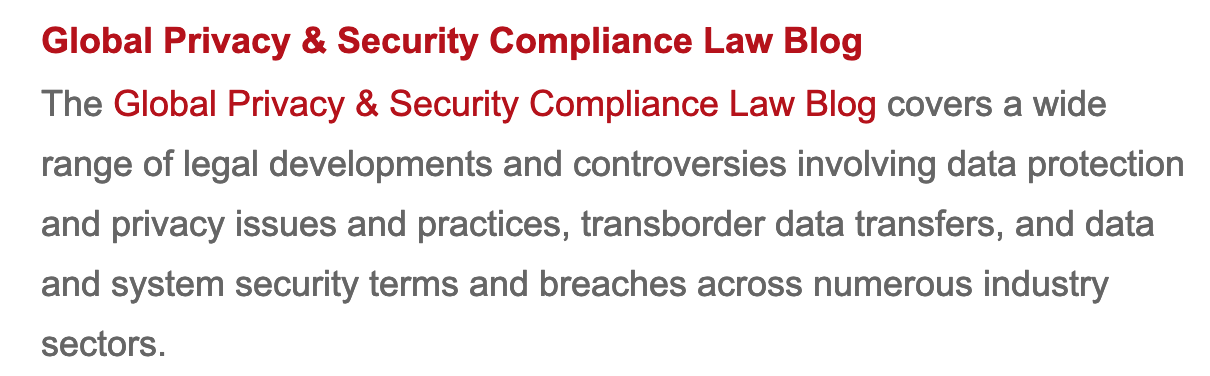 Global Privacy & Security Compliance Law Blog
The Global Privacy & Security Compliance Law Blog covers a wide
range of legal developments and controversies involving data protection
and privacy issues and practices, transborder data transfers, and data
and system security terms and breaches across numerous industry
sectors.